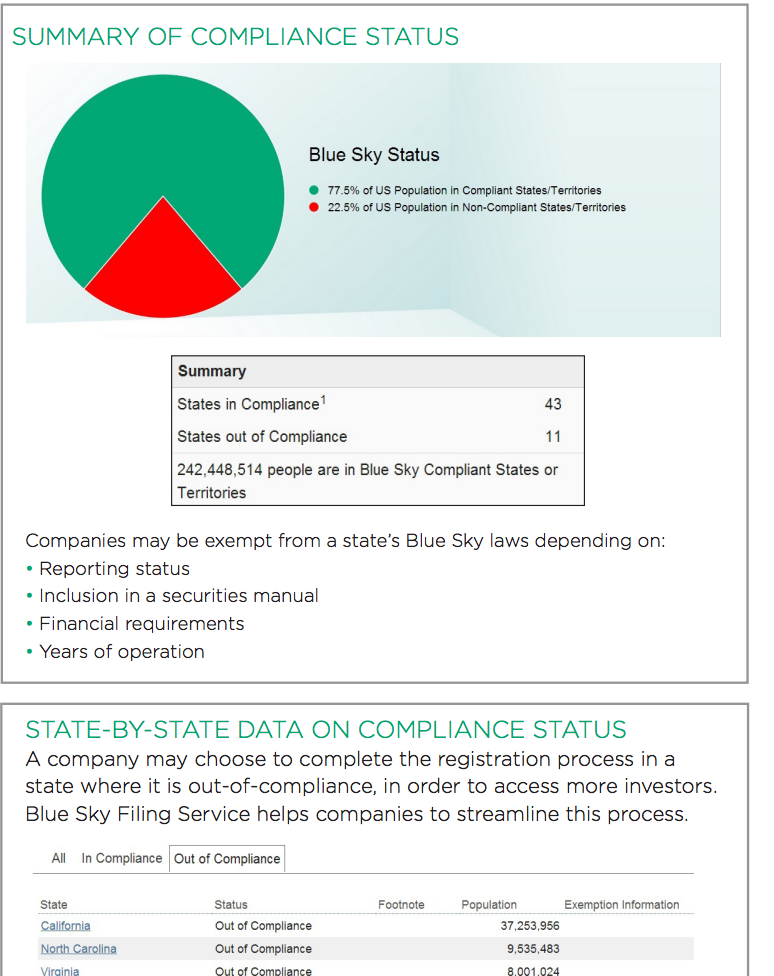 SUMMARY OF COMPLIANCE STATUS
Blue Sky Status
77.5% of US Population in Compliant States/Territories
22.5% of US Population in Non-Compliant States/Territories
Summary
States in Compliance1 43
States out of Compliance 11
242,448,514 people are in Blue Sky Compliant States or
Territories
Companies may be exempt from a state's Blue Sky laws depending on:
• Reporting status
• Inclusion in a securities manual
• Financial requirements
• Years of operation
STATE-BY-STATE DATA ON COMPLIANCE STATUS
A company may choose to complete the registration process in a
state where it is out-of-compliance, in order to access more investors.
Blue Sky Filing Service helps companies to streamline this process.
All In Compliance Out of Compliance
State Status Footnote Population Exemption Information
California Out of Compliance 37,253,956
North Carolina Out of Compliance 9,535,483
Virginia Out of Compliance 8,001,024